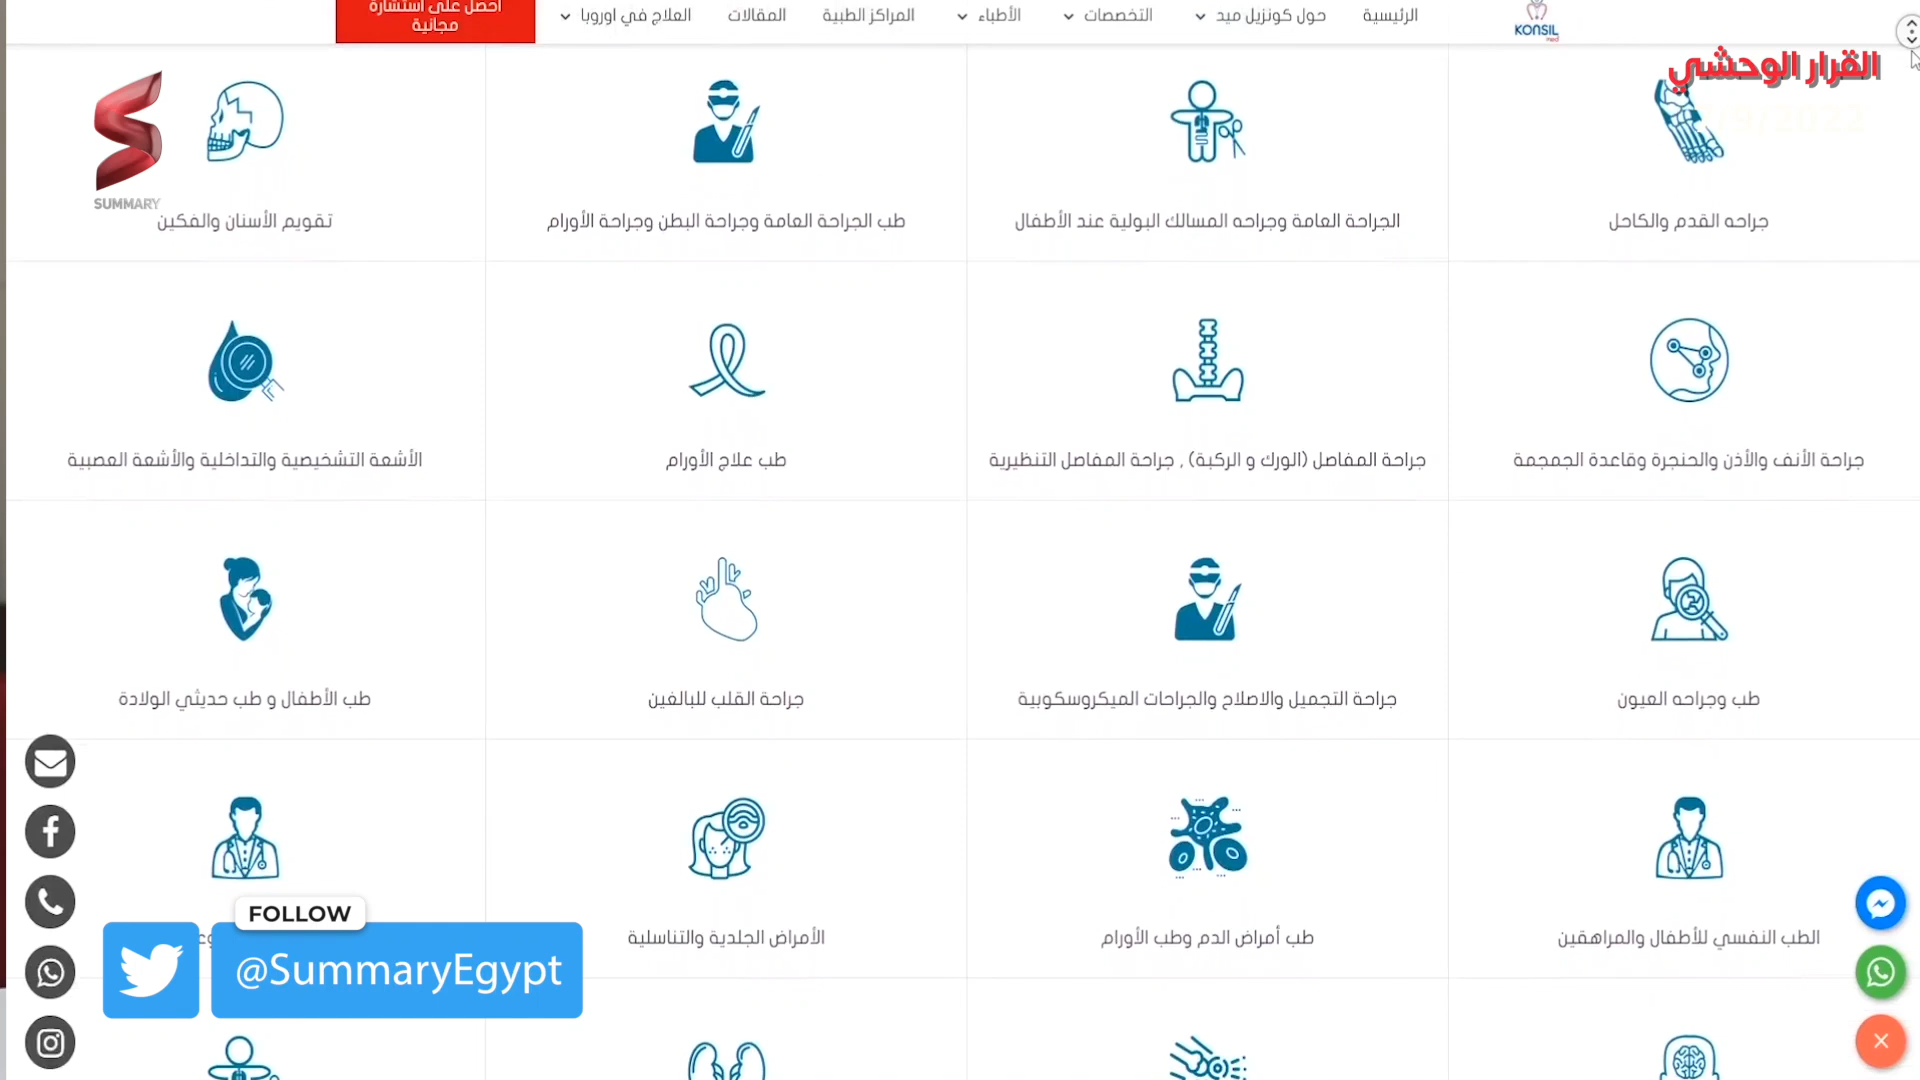 الرئيسية
حول كونزيل ميد
التخصصات
الأطباء
المراكز الطبية
المقالات
العلاج في اوروبا
احصل على استشارة
مجانية
KONSIL
med
القرار الوحشي
SUMMARY
جراحه القدم والكاحل
الجراحة العامة وجراحه المسالك البولية عند الأطفال
طب الجراحة العامة وجراحة البطن وجراحة الأورام
تقويم الأسنان والفكين
جراحة الأنف والأذن والحنجرة وقاعدة الجمجمة
جراحة المفاصل (الورك و الركبة) , جراحة المفاصل التنظيرية
طب علاج الأورام
الأشعة التشخيصية والتداخلية والأشعة العصبية
طب وجراحه العيون
جراحة التجميل والاصلاح والجراحات الميكروسكوبية
جراحة القلب للبالغين
طب الأطفال و طب حديثي الولادة
الطب النفسي للأطفال والمراهقين
طب أمراض الدم وطب الأورام
الأمراض الجلدية والتناسلية
FOLLOW
@SummaryEgypt